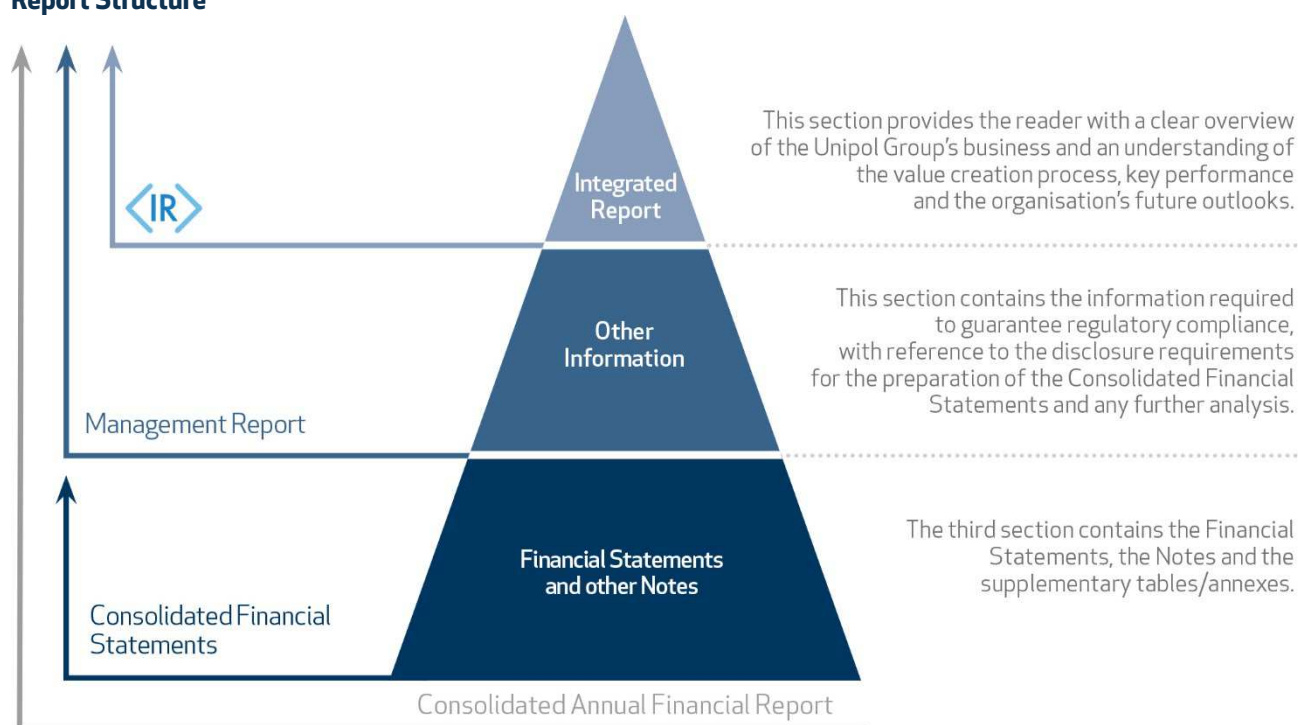 Report Structure
Integrated
Report
This section provides the reader with a clear overview
of the Unipol Group's business and an understanding of
the value creation process, key performance
and the organisation's future outlooks.
<IR>
Other
Information
This section contains the information required
to guarantee regulatory compliance,
with reference to the disclosure requirements
for the preparation of the Consolidated Financial
Statements and any further analysis.
Management Report
Financial Statements
and other Notes
The third section contains the Financial
Statements, the Notes and the
supplementary tables/annexes.
Consolidated Financial
Statements
Consolidated Annual Financial Report